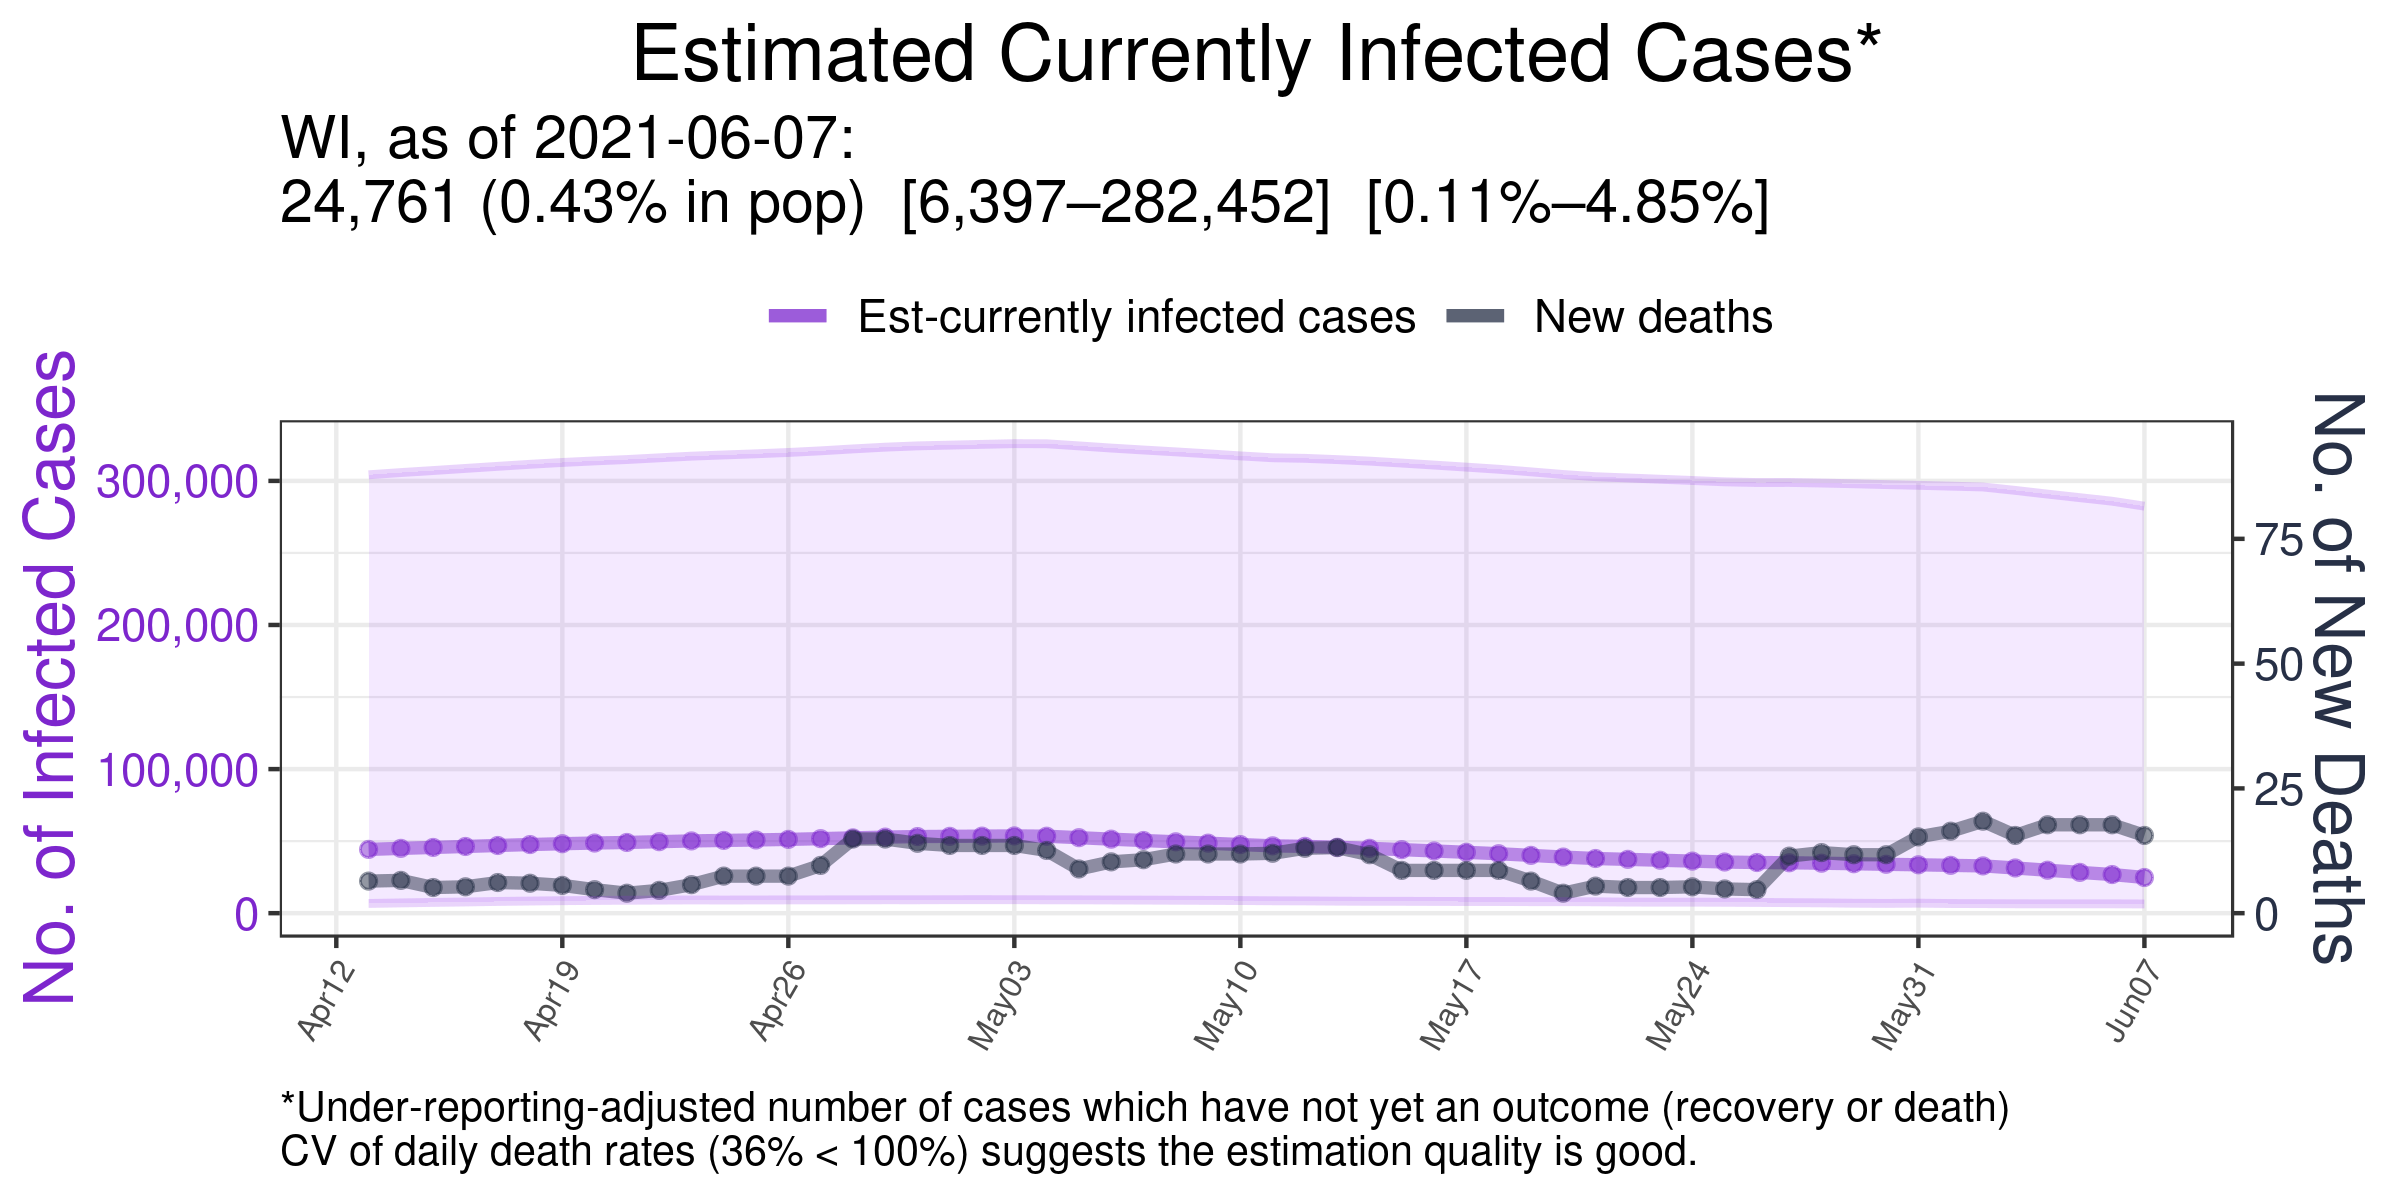 Estimated Currently Infected Cases*
WI, as of 2021-06-07:
24,761 (0.43% in pop)  [6,397–282,452]  [0.11%–4.85%]
Est-currently infected cases
New deaths
No. of Infected Cases
300,000
200,000
100,000
0
75
50
25
0
No. of New Deaths
Apr12
Apr19
Apr26
May03
May10
May17
May24
May31
Jun07
*Under-reporting-adjusted number of cases which have not yet an outcome (recovery or death)
CV of daily death rates (36% < 100%) suggests the estimation quality is good.